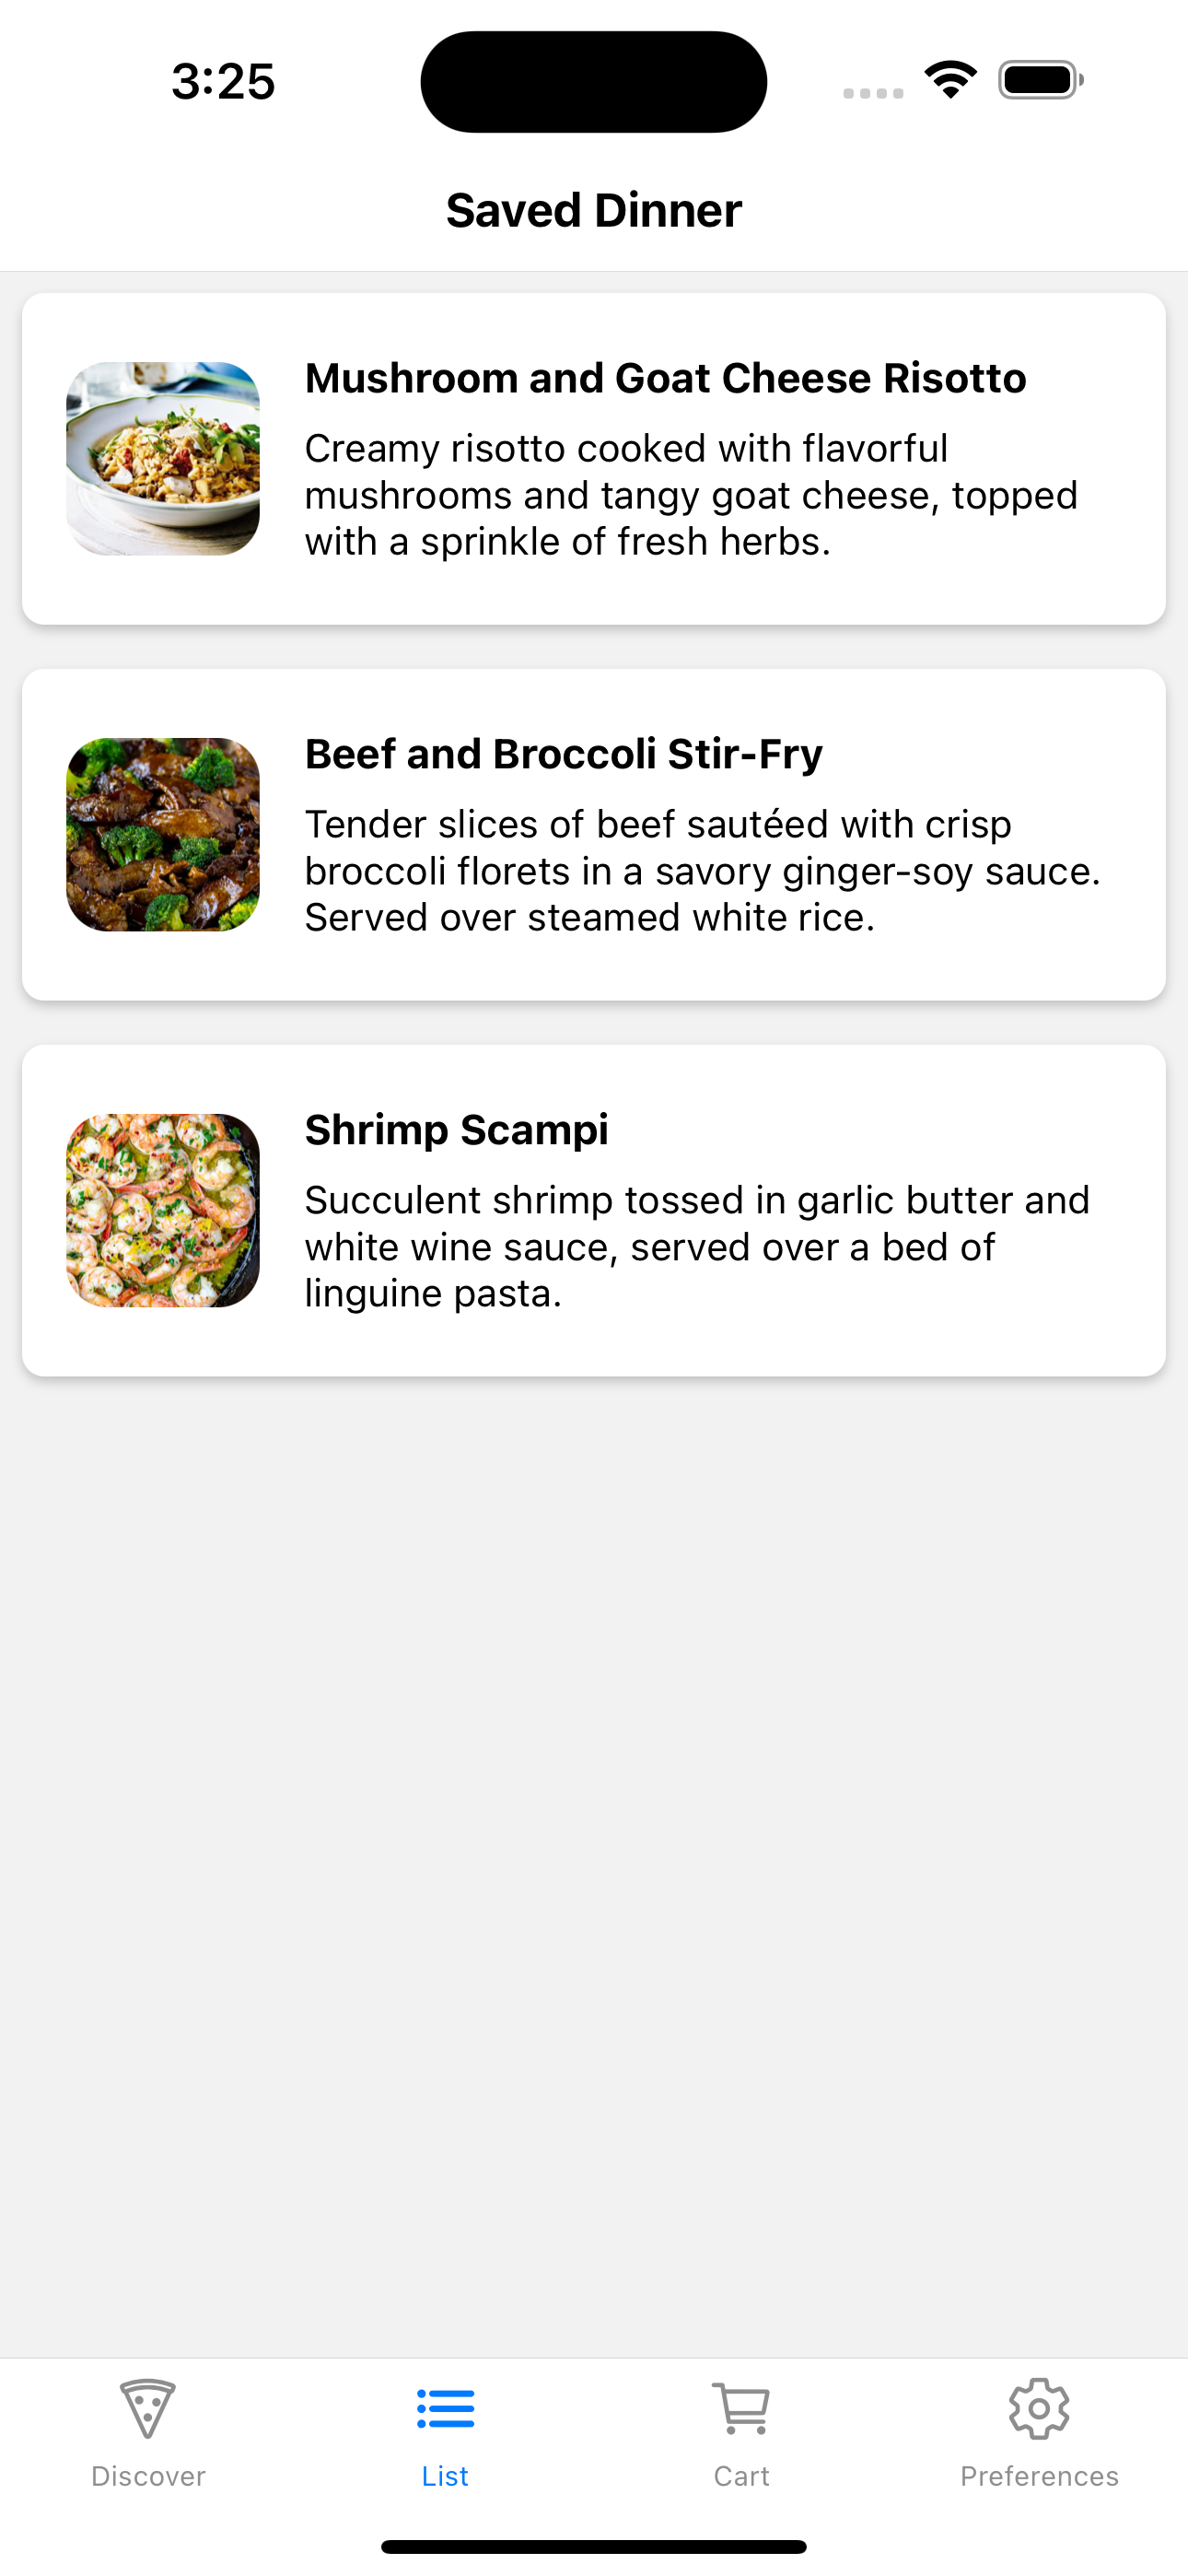 3:25
Saved Dinner
Mushroom and Goat Cheese Risotto
Creamy risotto cooked with flavorful
mushrooms and tangy goat cheese, topped
with a sprinkle of fresh herbs.
Beef and Broccoli Stir-Fry
Tender slices of beef sautéed with crisp
broccoli florets in a savory ginger-soy sauce.
Served over steamed white rice.
Shrimp Scampi
Succulent shrimp tossed in garlic butter and
white wine sauce, served over a bed of
linguine pasta.
Discover
List
Cart
Preferences